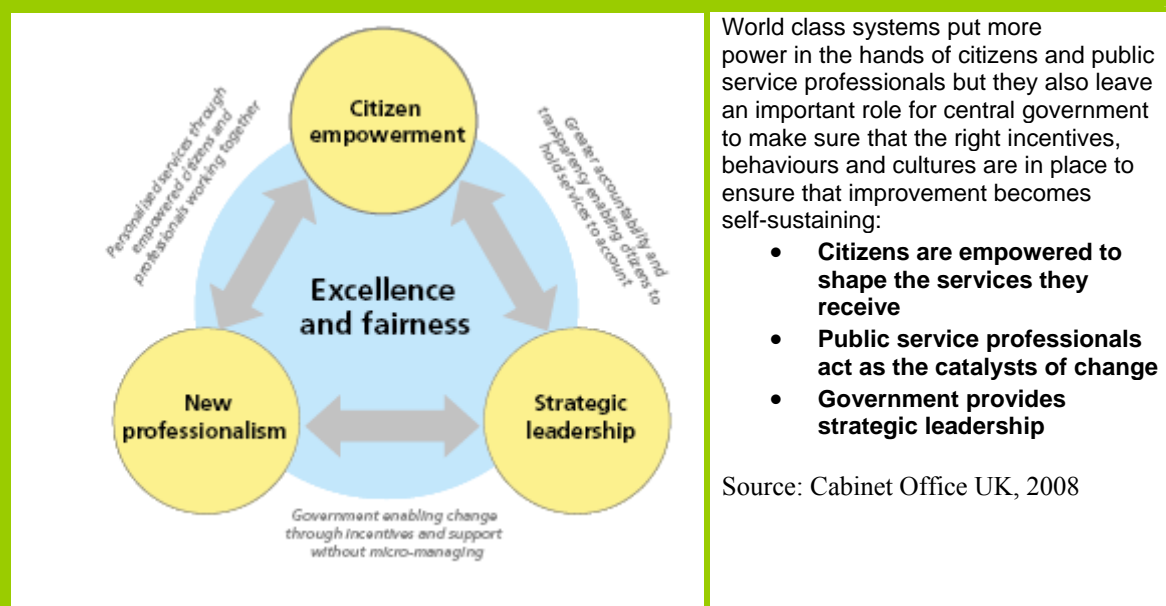 Citizen
empowerment
Personalised services through
empowered citizens and
professionals working together
Greater accountability and
transparency enabling citizens to
hold services to account
Excellence
and fairness
New
professionalism
Strategic
leadership
Government enabling change
through incentives and support
without micro-managing
World class systems put more
power in the hands of citizens and public
service professionals but they also leave
an important role for central government
to make sure that the right incentives,
behaviours and cultures are in place to
ensure that improvement becomes
self-sustaining:
• Citizens are empowered to
shape the services they
receive
• Public service professionals
act as the catalysts of change
• Government provides
strategic leadership
Source: Cabinet Office UK, 2008